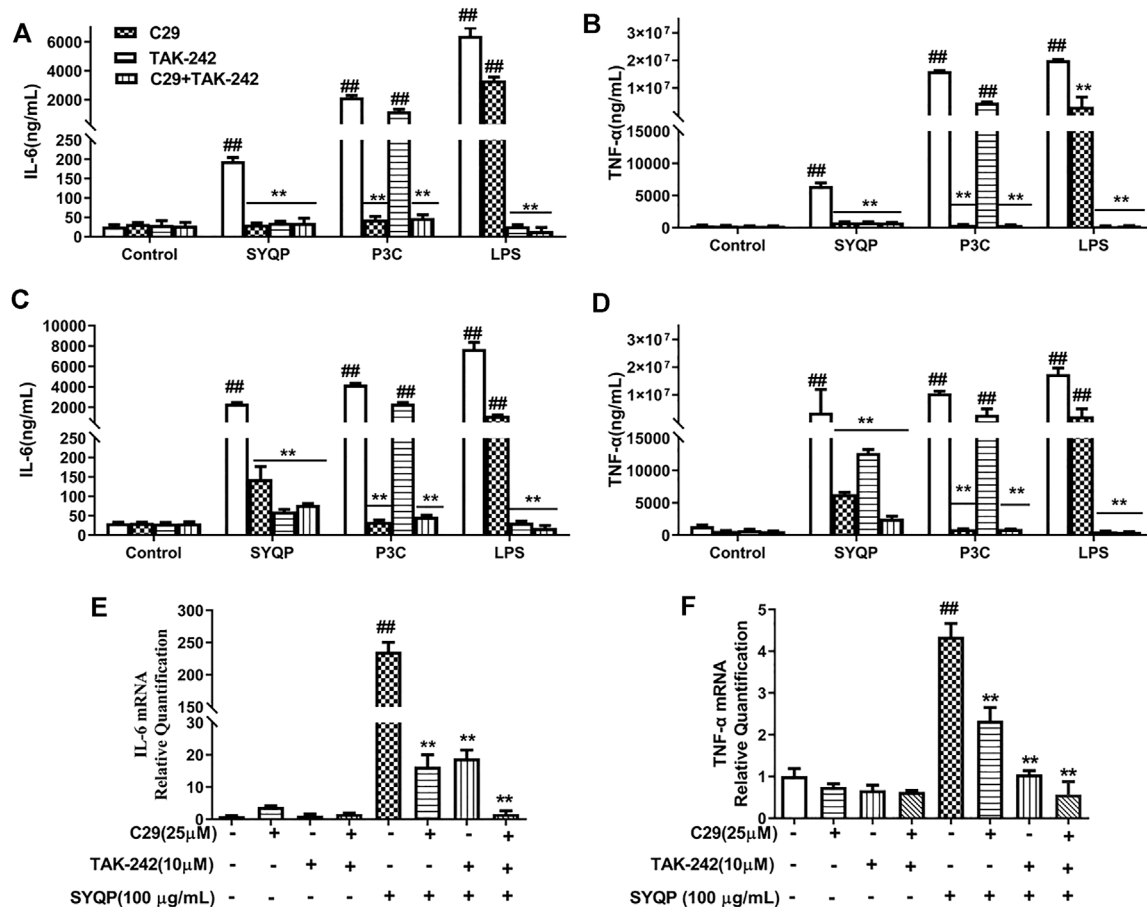 A
IL-6(ng/mL)
6000
4000
2000
250
200
150
100
50
0
C29
TAK-242
C29+TAK-242
##
**
##
**
##
**
##
##
**
Control
SYQP
P3C
LPS
B
TNF-α(ng/mL)
3×10⁷
2×10⁷
1×10⁷
15000
10000
5000
0
##
**
##
**
##
**
##
**
**
Control
SYQP
P3C
LPS
C
IL-6(ng/mL)
10000
8000
6000
4000
2000
250
200
150
100
50
0
##
**
##
**
##
**
##
##
**
Control
SYQP
P3C
LPS
D
TNF-α(ng/mL)
3×10⁷
2×10⁷
1×10⁷
15000
10000
5000
0
##
**
##
**
##
**
##
##
**
Control
SYQP
P3C
LPS
E
IL-6 mRNA
Relative Quantification
300
250
200
150
100
50
20
10
0
##
**
**
**
C29(25μM) - + - + - + - +
TAK-242(10μM) - - + + - - + +
SYQP(100 μg/mL) - - - - + + + +
F
TNF-α mRNA
Relative Quantification
5
4
3
2
1
0
##
**
**
**
C29(25μM) - + - + - + - +
TAK-242(10μM) - - + + - - + +
SYQP (100 μg/mL) - - - - + + + +